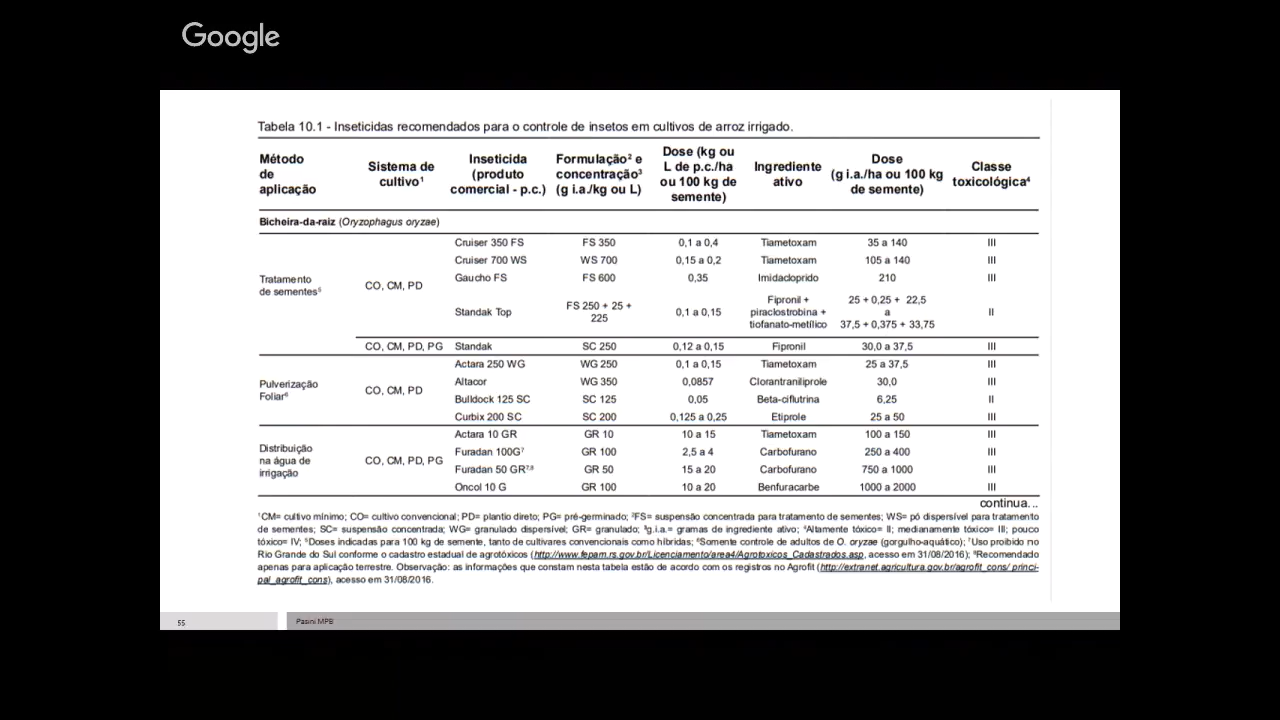 Google
Tabela 10.1 - Inseticidas recomendados para o controle de insetos em cultivos de arroz irrigado.
Método de aplicação Sistema de cultivo¹ Inseticida (produto comercial - p.c.) Formulação² e concentração³ (g i.a./kg ou L) Dose (kg ou L de p.c./ha ou 100 kg de semente) Ingrediente ativo Dose (g i.a./ha ou 100 kg de semente) Classe toxicológica⁴
Bicheira-da-raiz (Oryzophagus oryzae)
Tratamento de sementes⁵ CO, CM, PD Cruiser 350 FS FS 350 0,1 a 0,4 Tiametoxam 35 a 140 III
Cruiser 700 WS WS 700 0,15 a 0,2 Tiametoxam 105 a 140 III
Gaucho FS FS 600 0,35 Imidacloprido 210 III
Standak Top FS 250 + 25 + 225 0,1 a 0,15 Fipronil + piraclostrobina + tiofanato-metílico 25 + 0,25 + 22,5 a 37,5 + 0,375 + 33,75 II
CO, CM, PD, PG Standak SC 250 0,12 a 0,15 Fipronil 30,0 a 37,5 III
Pulverização Foliar⁶ CO, CM, PD Actara 250 WG WG 250 0,1 a 0,15 Tiametoxam 25 a 37,5 III
Altacor WG 350 0,0857 Clorantraniliprole 30,0 III
Bulldock 125 SC SC 125 0,05 Beta-ciflutrina 6,25 II
Curbix 200 SC SC 200 0,125 a 0,25 Etiprole 25 a 50 III
Distribuição na água de irrigação CO, CM, PD, PG Actara 10 GR GR 10 10 a 15 Tiametoxam 100 a 150 III
Furadan 100G⁷ GR 100 2,5 a 4 Carbofurano 250 a 400 III
Furadan 50 GR⁷,⁸ GR 50 15 a 20 Carbofurano 750 a 1000 III
Oncol 10 G GR 100 10 a 20 Benfuracarbe 1000 a 2000 III
continua...
¹CM= cultivo mínimo; CO= cultivo convencional; PD= plantio direto; PG= pré-germinado; ²FS= suspensão concentrada para tratamento de sementes; WS= pó dispersível para tratamento
de sementes; SC= suspensão concentrada; WG= granulado dispersível; GR= granulado; ³g.i.a.= gramas de ingrediente ativo; ⁴Altamente tóxico= II; medianamente tóxico= III; pouco
tóxico= IV; ⁵Doses indicadas para 100 kg de semente, tanto de cultivares convencionais como híbridas; ⁶Somente controle de adultos de O. oryzae (gorgulho-aquático); ⁷Uso proibido no
Rio Grande do Sul conforme o cadastro estadual de agrotóxicos (http://www.fepam.rs.gov.br/Licenciamento/area4/Agrotoxicos_Cadastrados.asp, acesso em 31/08/2016); ⁸Recomendado
apenas para aplicação terrestre. Observação: as informações que constam nesta tabela estão de acordo com os registros no Agrofit (http://extranet.agricultura.gov.br/agrofit_cons/ princi-
pal_agrofit_cons), acesso em 31/08/2016.
55
Pasini MPB